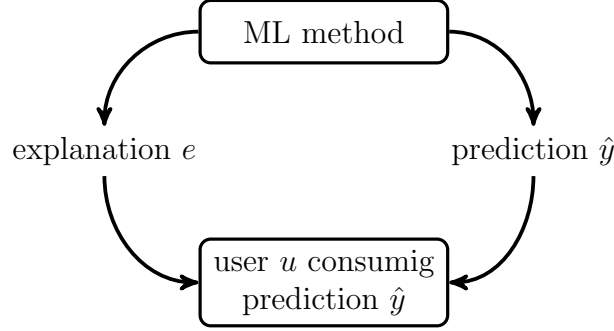 ML method
explanation e
prediction ŷ
user u consumig
prediction ŷ